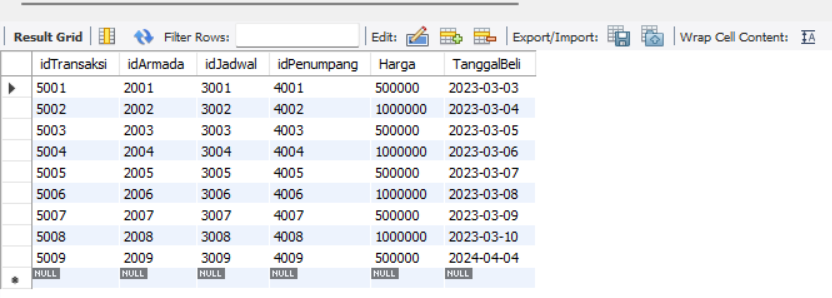 Result Grid Filter Rows: Edit: Export/Import: Wrap Cell Content: IA
idTransaksi idArmada idJadwal idPenumpang Harga TanggalBeli
5001 2001 3001 4001 500000 2023-03-03
5002 2002 3002 4002 1000000 2023-03-04
5003 2003 3003 4003 500000 2023-03-05
5004 2004 3004 4004 1000000 2023-03-06
5005 2005 3005 4005 500000 2023-03-07
5006 2006 3006 4006 1000000 2023-03-08
5007 2007 3007 4007 500000 2023-03-09
5008 2008 3008 4008 1000000 2023-03-10
5009 2009 3009 4009 500000 2024-04-04
NULL NULL NULL NULL NULL NULL